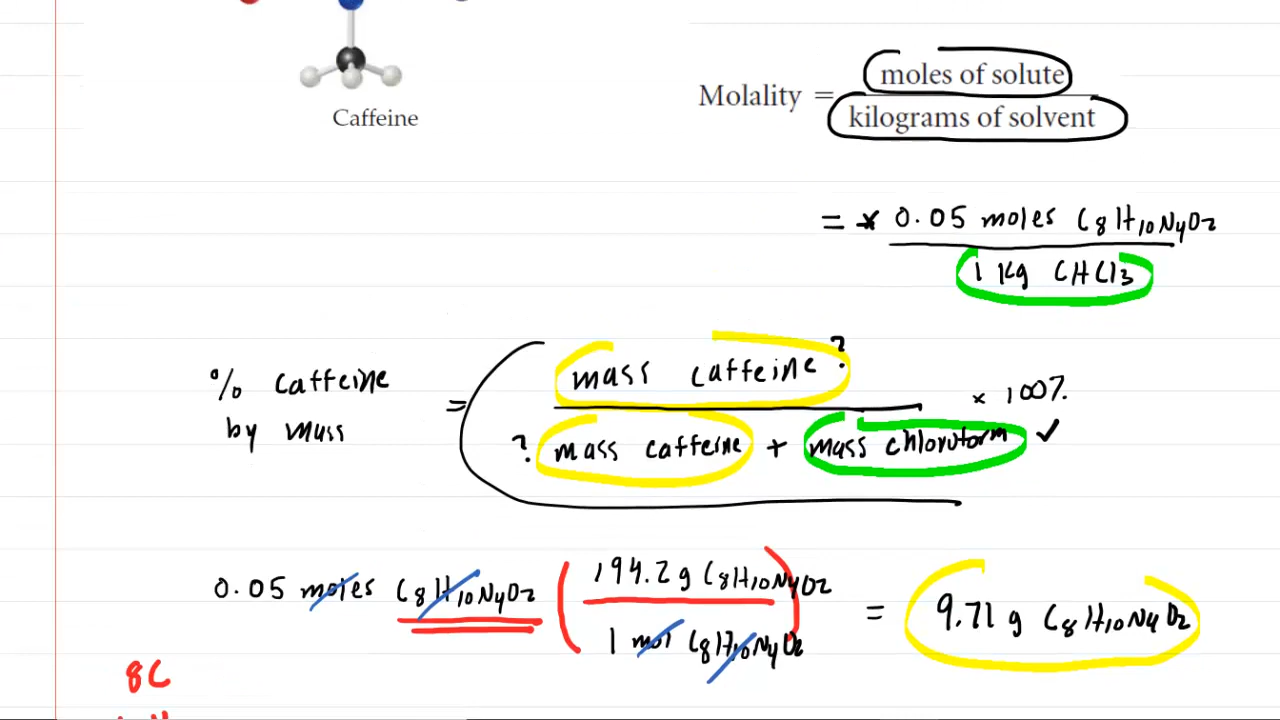 Caffeine
Molality = moles of solute
kilograms of solvent
= * 0.05 moles C8H10N4O2
1 Kg CHCl3
% caffeine by mass = mass caffeine ?
? mass caffeine + mass chloroform ✓ × 100%
0.05 moles C8H10N4O2 ( 194.2 g C8H10N4O2
1 mol C8H10N4O2 ) = 9.71 g C8H10N4O2
8C